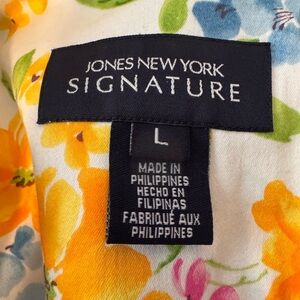 JONES NEW YORK
SIGNATURE
L
MADE IN
PHILIPPINES
HECHO EN
FILIPINAS
FABRIQUÉ AUX
PHILIPPINES